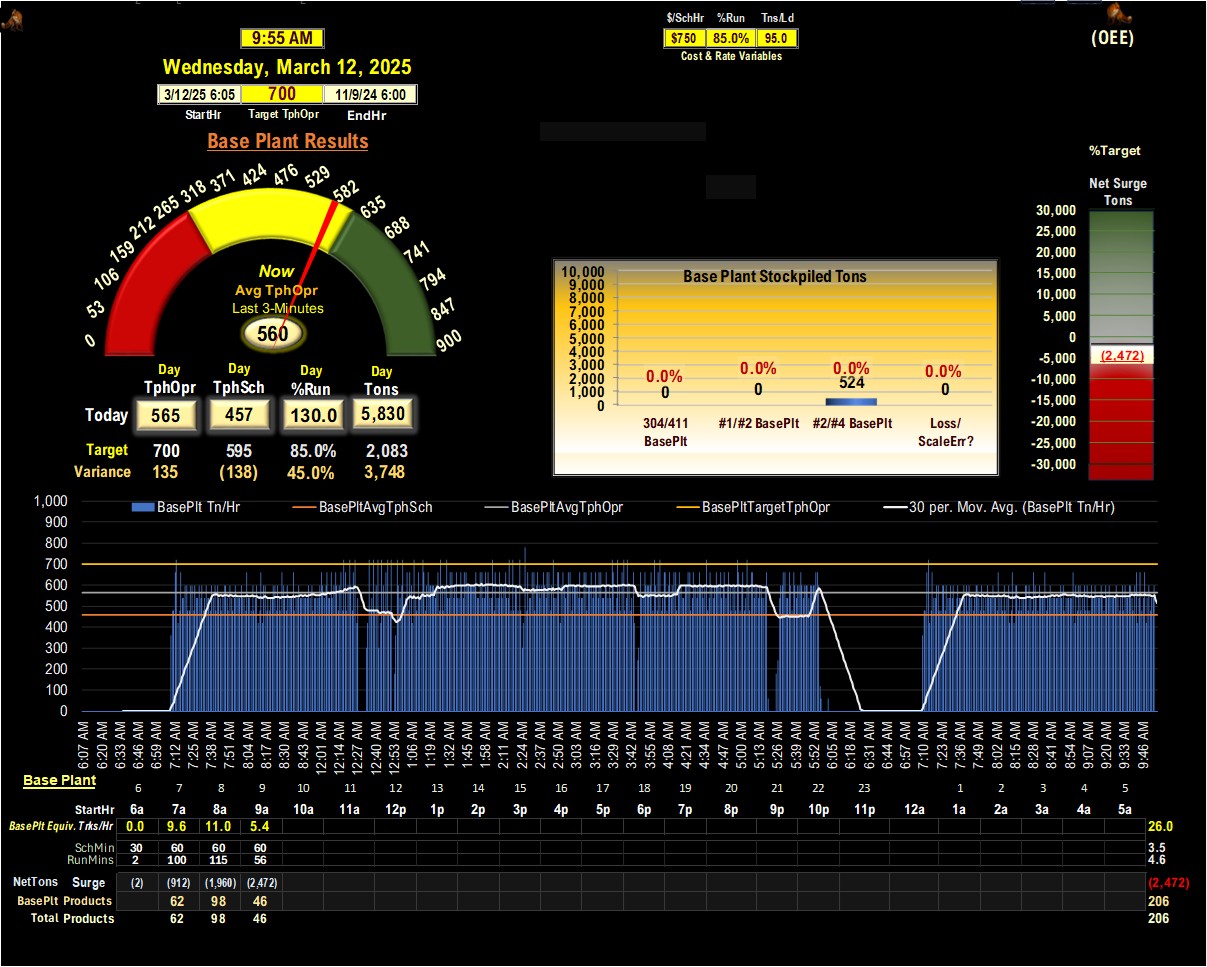 $/SchHr %Run Tns/Ld
9:55 AM
$750 85.0% 95.0
(OEE)
Cost & Rate Variables
Wednesday, March 12, 2025
3/12/25 6:05 700 11/9/24 6:00
StartHr Target TphOpr EndHr
Base Plant Results
0 53 106 159 212 265 318 371 424 476 529 582 635 688 741 794 847 900
Now
Avg TphOpr
Last 3-Minutes
560
Day Day Day Day
TphOpr TphSch %Run Tons
Today 565 457 130.0 5,830
Target 700 595 85.0% 2,083
Variance 135 (138) 45.0% 3,748
Base Plant Stockpiled Tons
10,000
9,000
8,000
7,000
6,000
5,000
4,000
3,000
2,000
1,000
0
0.0% 0.0% 0.0% 0.0%
0 0 524 0
304/411 BasePlt
#1/#2 BasePlt
#2/#4 BasePlt
Loss/ ScaleErr?
%Target
Net Surge
Tons
30,000
25,000
20,000
15,000
10,000
5,000
0
-5,000
-10,000
-15,000
-20,000
-25,000
-30,000
(2,472)
BasePlt Tn/Hr BasePltAvgTphSch BasePltAvgTphOpr BasePltTargetTphOpr 30 per. Mov. Avg. (BasePlt Tn/Hr)
1,000
900
800
700
600
500
400
300
200
100
0
6:07 AM 6:20 AM 6:33 AM 6:46 AM 6:59 AM 7:12 AM 7:38 AM 7:51 AM 8:04 AM 8:17 AM 8:30 AM 8:43 AM 12:01 AM 12:14 AM 12:27 AM 12:40 AM 12:53 AM 1:06 AM 1:19 AM 1:32 AM 1:45 AM 1:58 AM 2:11 AM 2:24 AM 2:37 AM 2:50 AM 3:03 AM 3:16 AM 3:29 AM 3:42 AM 3:55 AM 4:08 AM 4:21 AM 4:34 AM 4:47 AM 5:00 AM 5:13 AM 5:26 AM 5:39 AM 5:52 AM 6:05 AM 6:18 AM 6:31 AM 6:44 AM 6:57 AM 7:10 AM 7:23 AM 7:36 AM 7:49 AM 8:02 AM 8:15 AM 8:28 AM 8:41 AM 8:54 AM 9:07 AM 9:20 AM 9:33 AM 9:46 AM
Base Plant
6 7 8 9 10 11 12 13 14 15 16 17 18 19 20 21 22 23 1 2 3 4 5
StartHr 6a 7a 8a 9a 10a 11a 12p 1p 2p 3p 4p 5p 6p 7p 8p 9p 10p 11p 12a 1a 2a 3a 4a 5a
BasePlt Equiv. Trks/Hr 0.0 9.6 11.0 5.4 26.0
SchMin 30 60 60 60 3.5
RunMins 2 100 115 56 4.6
NetTons Surge (2) (912) (1,960) (2,472) (2,472)
BasePlt Products 62 98 46 206
Total Products 62 98 46 206